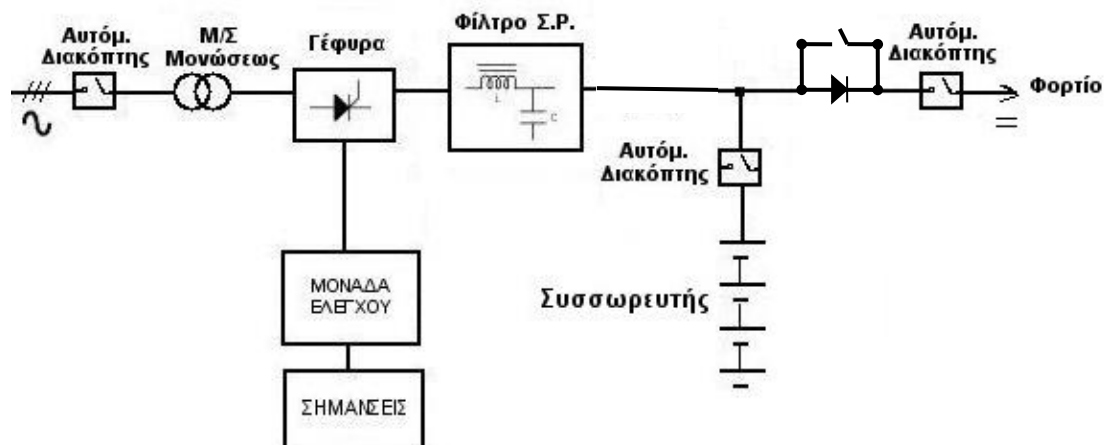 Αυτόμ.
Διακόπτης
Μ/Σ
Μονώσεως
Γέφυρα
Φίλτρο Σ.Ρ.
L
C
Αυτόμ.
Διακόπτης
Φορτίο
Αυτόμ.
Διακόπτης
ΜΟΝΑΔΑ
ΕΛΕΓΧΟΥ
Συσσωρευτής
ΣΗΜΑΝΣΕΙΣ